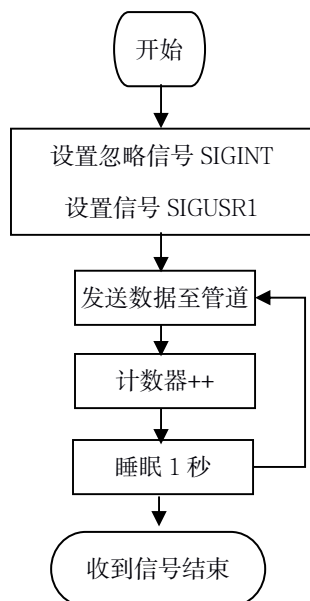 开始
设置忽略信号 SIGINT
设置信号 SIGUSR1
发送数据至管道
计数器++
睡眠 1 秒
收到信号结束